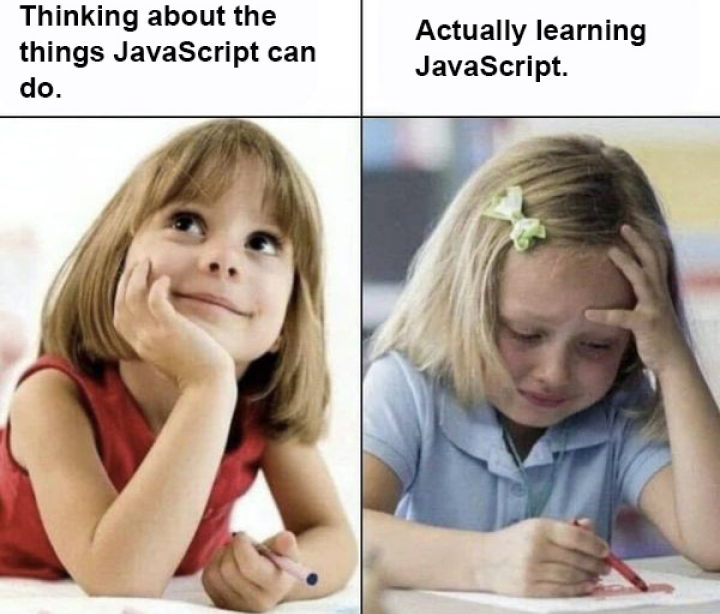 Thinking about the
things JavaScript can
do.
Actually learning
JavaScript.